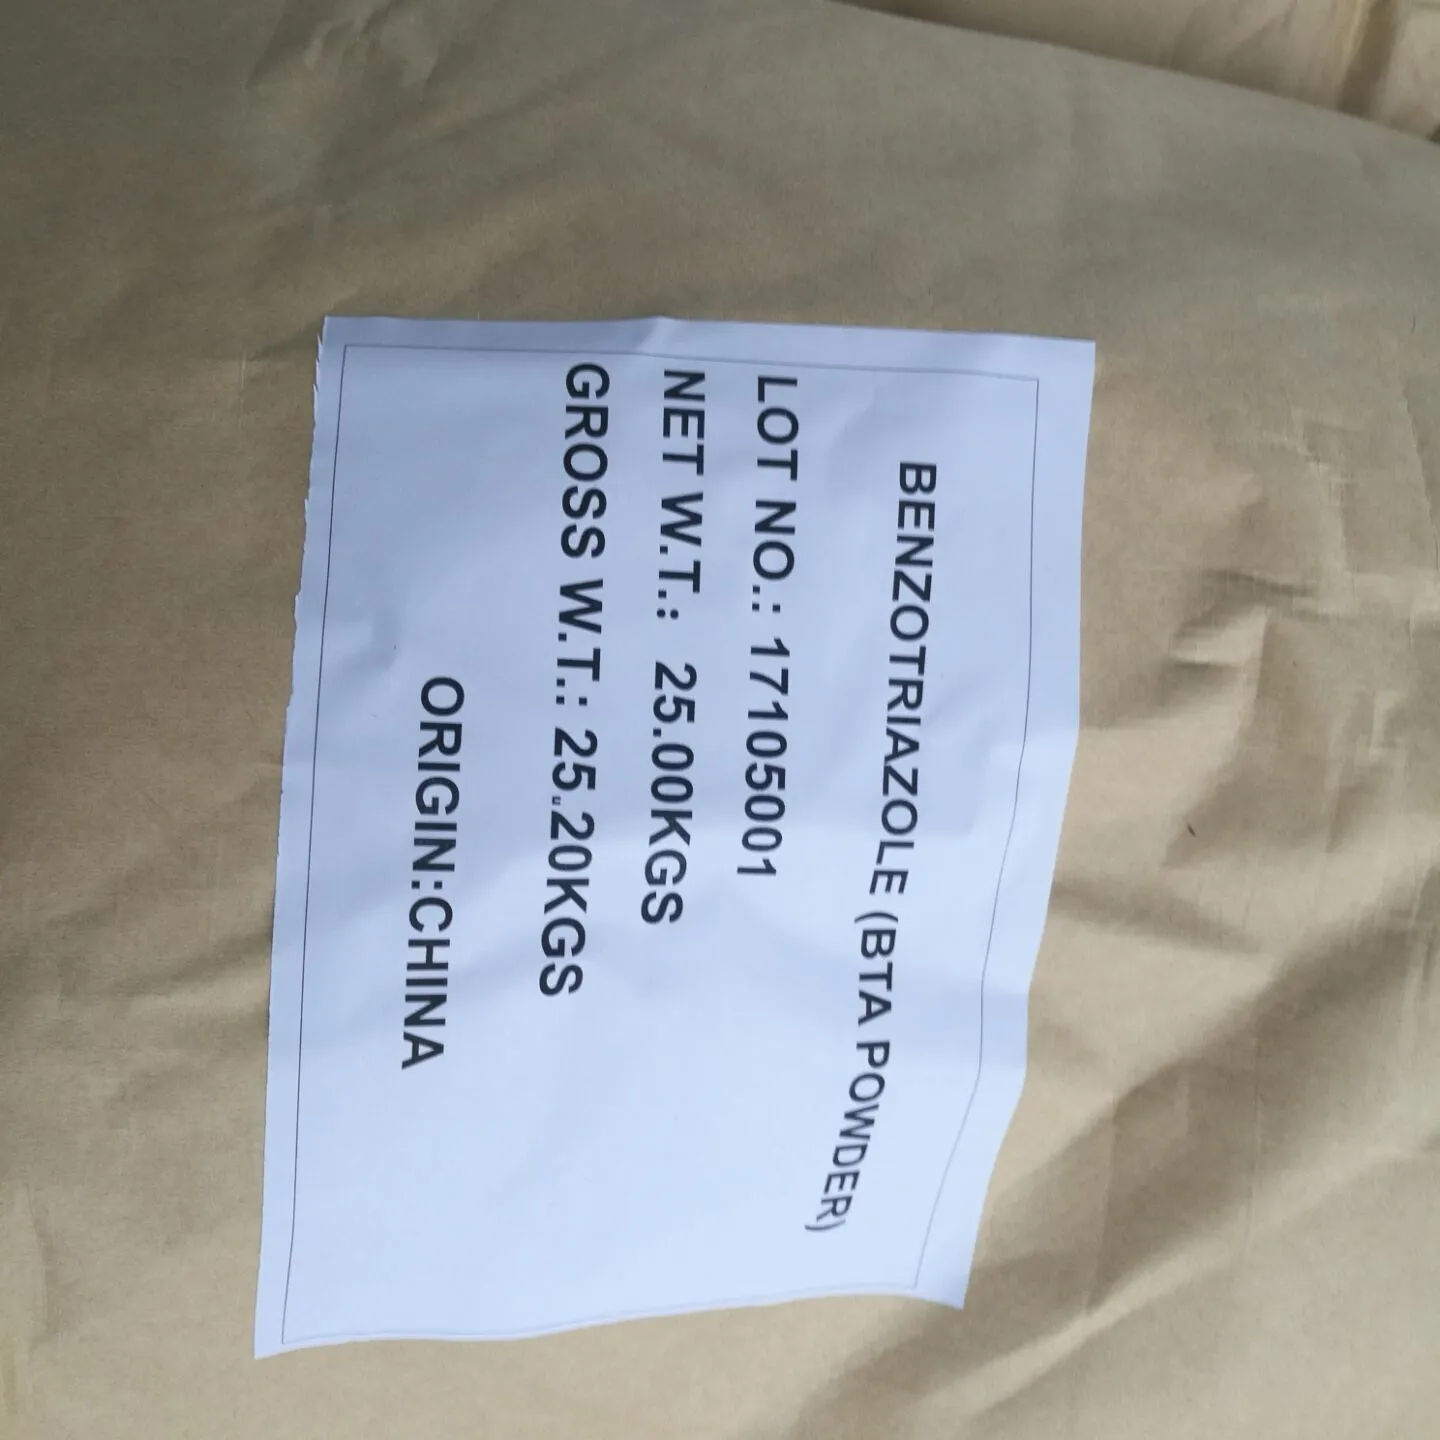 BENZOTRIAZOLE (BTA POWDER)
LOT NO.: 17105001
NET W.T.: 25.00KGS
GROSS W.T.: 25.20KGS
ORIGIN:CHINA